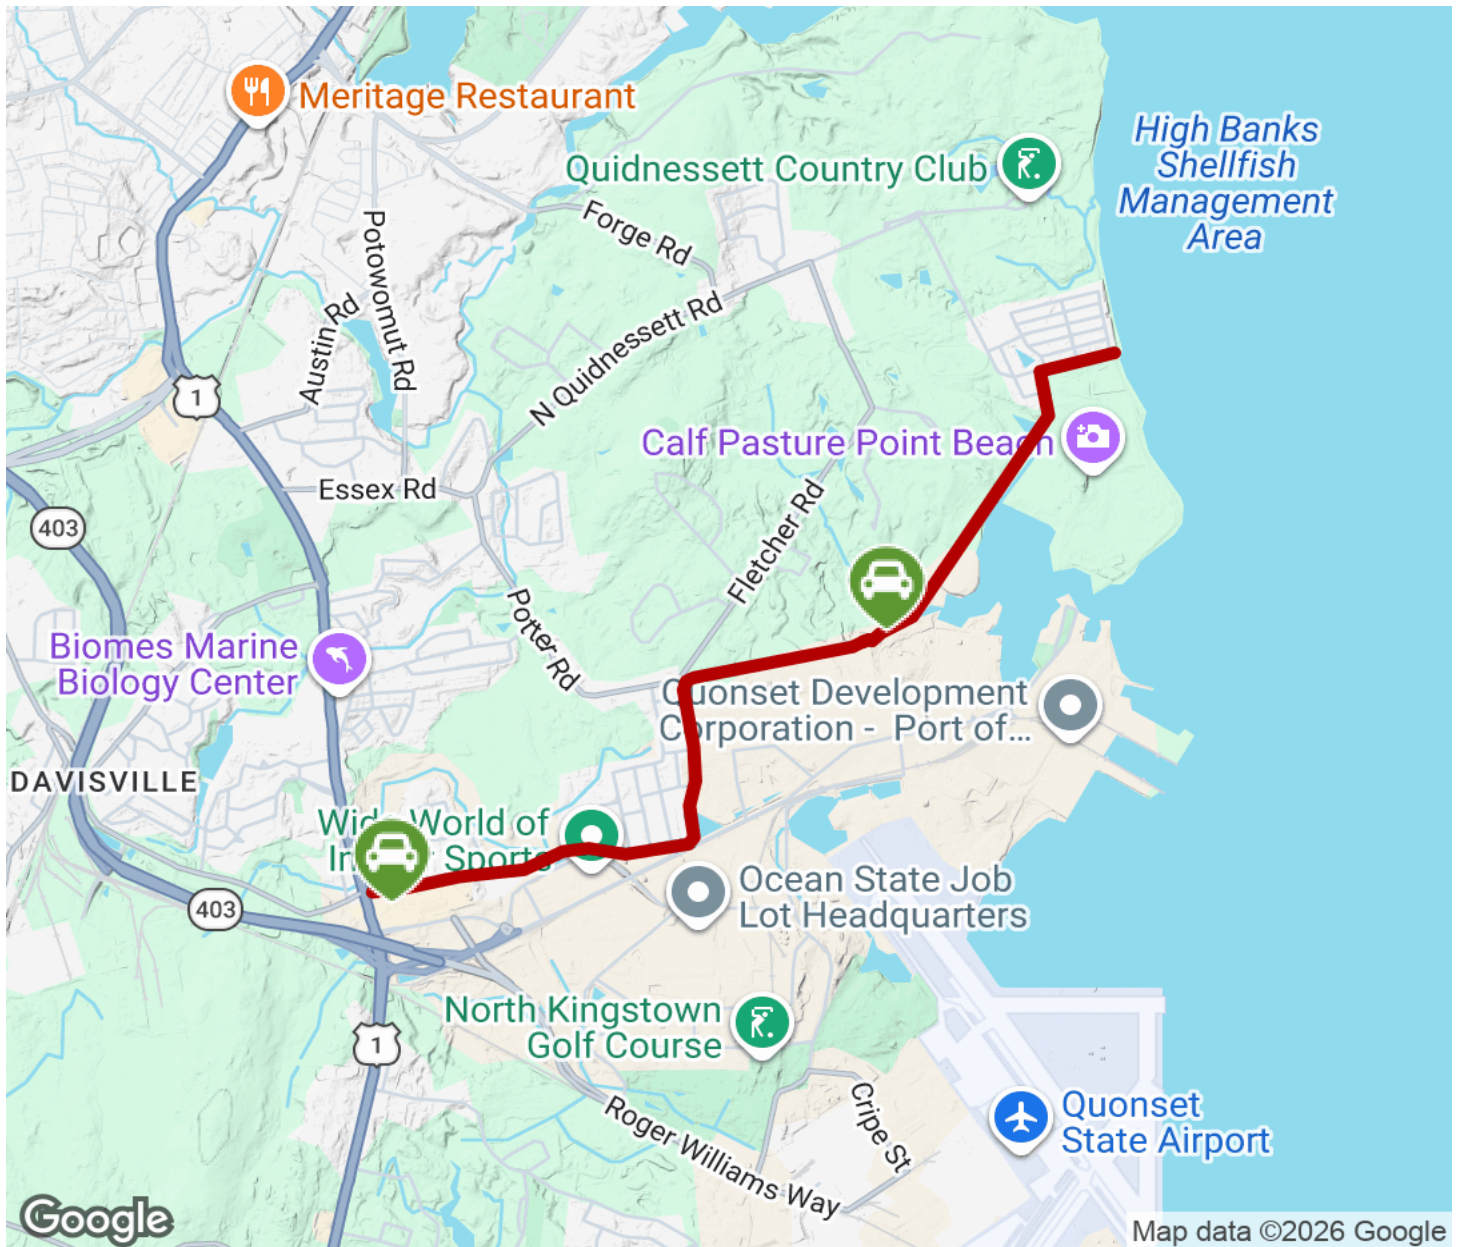 Meritage Restaurant
High Banks
Shellfish
Management
Area
Quidnessett Country Club
Forge Rd
Potowomut Rd
Austin Rd
N Quidnessett Rd
1
Calf Pasture Point Beach
Essex Rd
403
Fletcher Rd
Potter Rd
Biomes Marine
Biology Center
Quonset Development
Corporation - Port of...
DAVISVILLE
Wide World of
Sports
Ocean State Job
Lot Headquarters
403
North Kingstown
Golf Course
1
Cripe St
Roger Williams Way
Quonset
State Airport
Google
Map data ©2026 Google